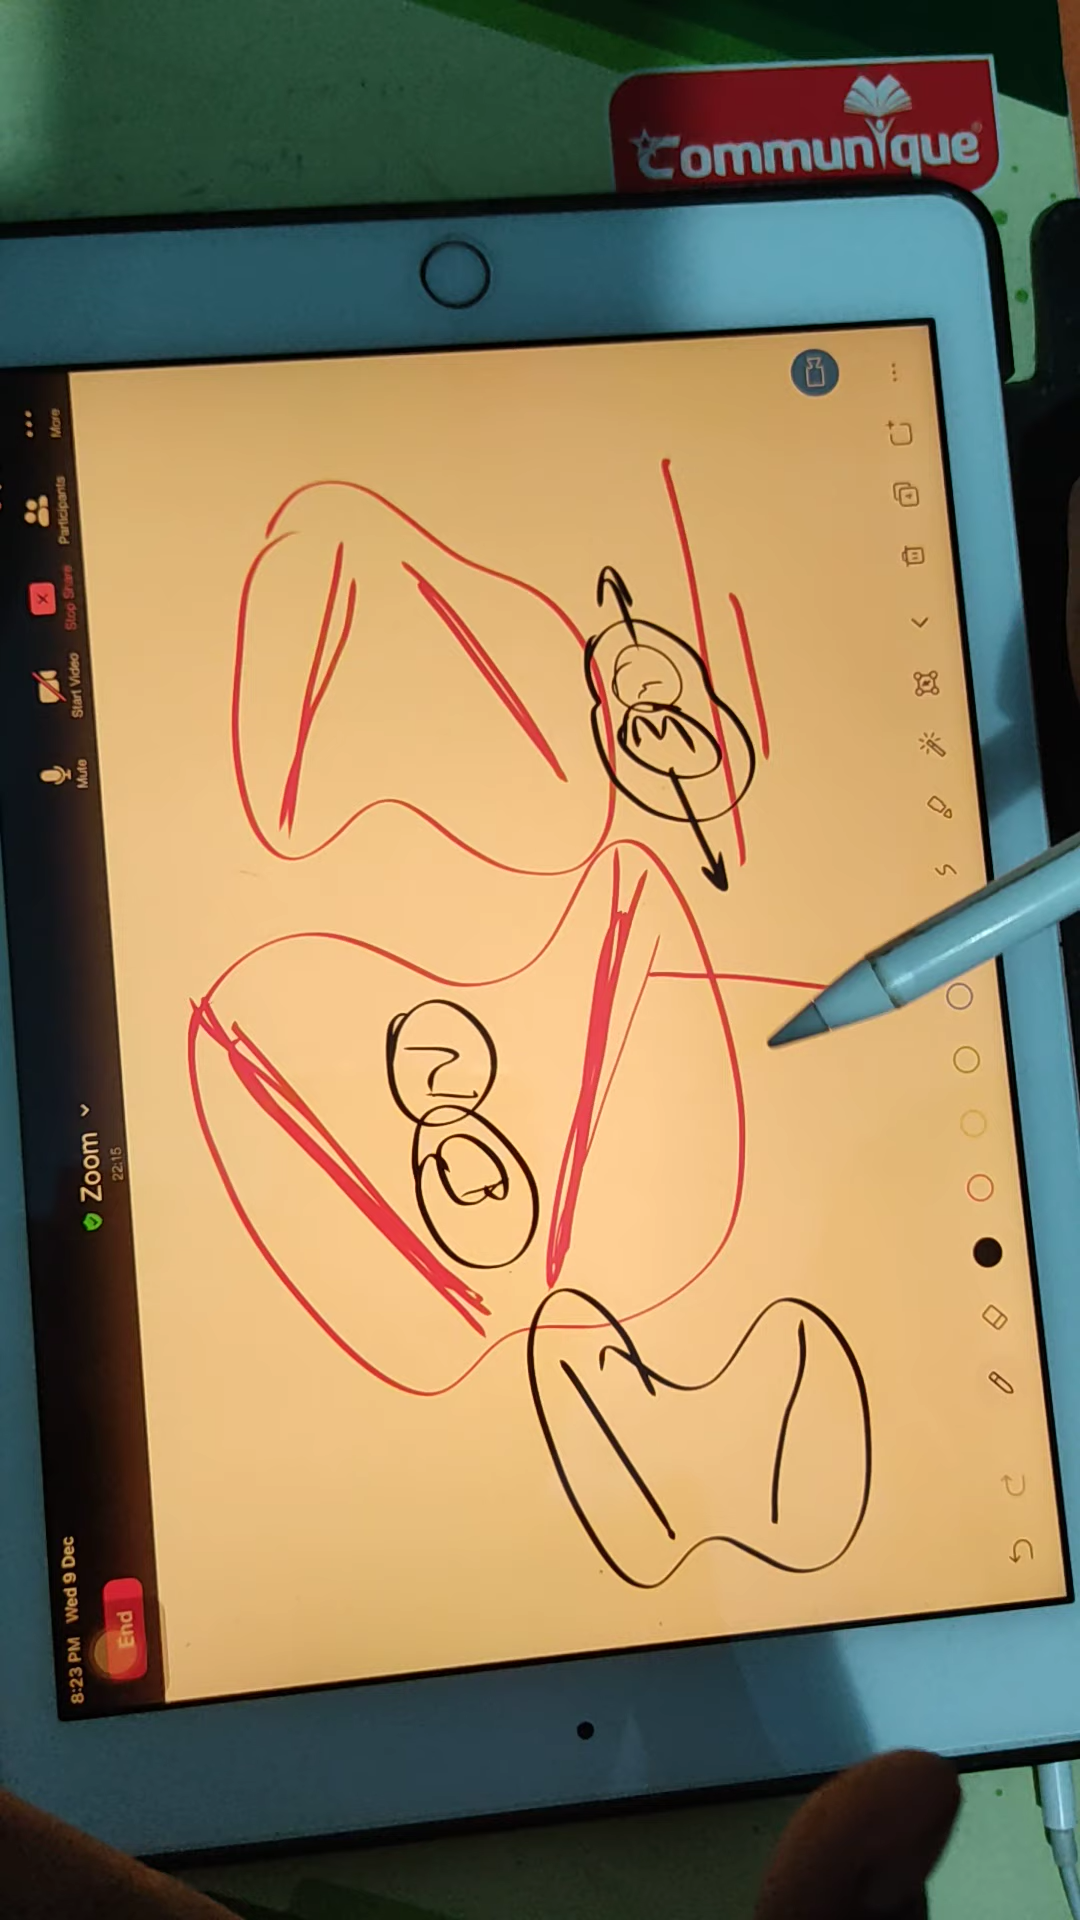 Communique
8:23 PM Wed 9 Dec
Zoom
22:15
End
Mute
Start Video
Stop Share
Participants
More
M